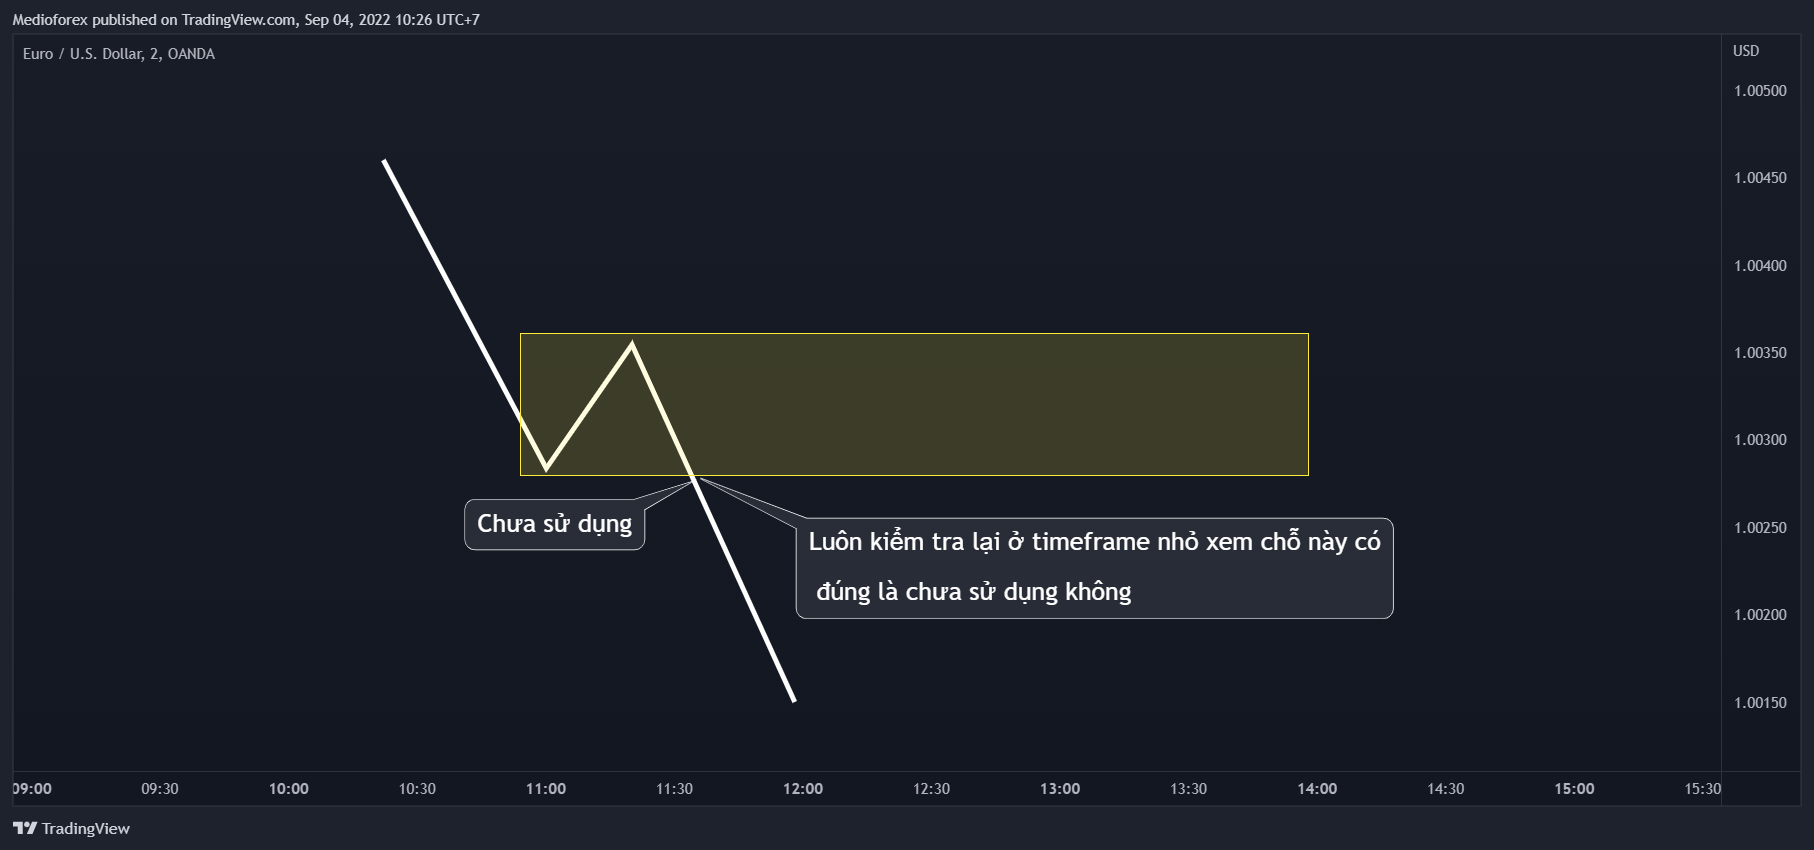 Medioforex published on TradingView.com, Sep 04, 2022 10:26 UTC+7
Euro / U.S. Dollar, 2, OANDA
USD
1.00500
1.00450
1.00400
1.00350
1.00300
1.00250
1.00200
1.00150
Chưa sử dụng
Luôn kiểm tra lại ở timeframe nhỏ xem chỗ này có
đúng là chưa sử dụng không
09:00 09:30 10:00 10:30 11:00 11:30 12:00 12:30 13:00 13:30 14:00 14:30 15:00 15:30
TradingView